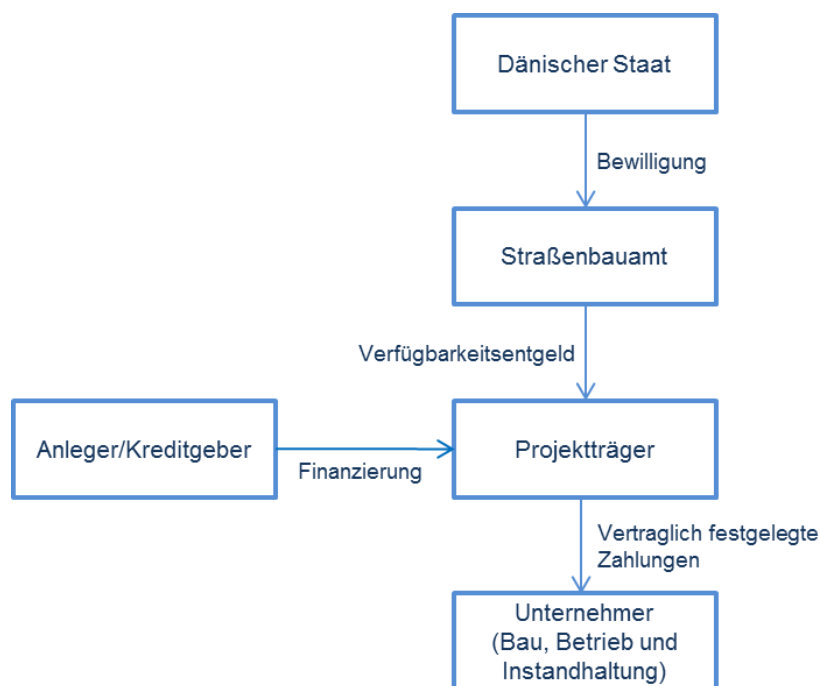 Dänischer Staat
Bewilligung
Straßenbauamt
Verfügbarkeitsentgeld
Anleger/Kreditgeber
Finanzierung
Projektträger
Vertraglich festgelegte
Zahlungen
Unternehmer
(Bau, Betrieb und
Instandhaltung)